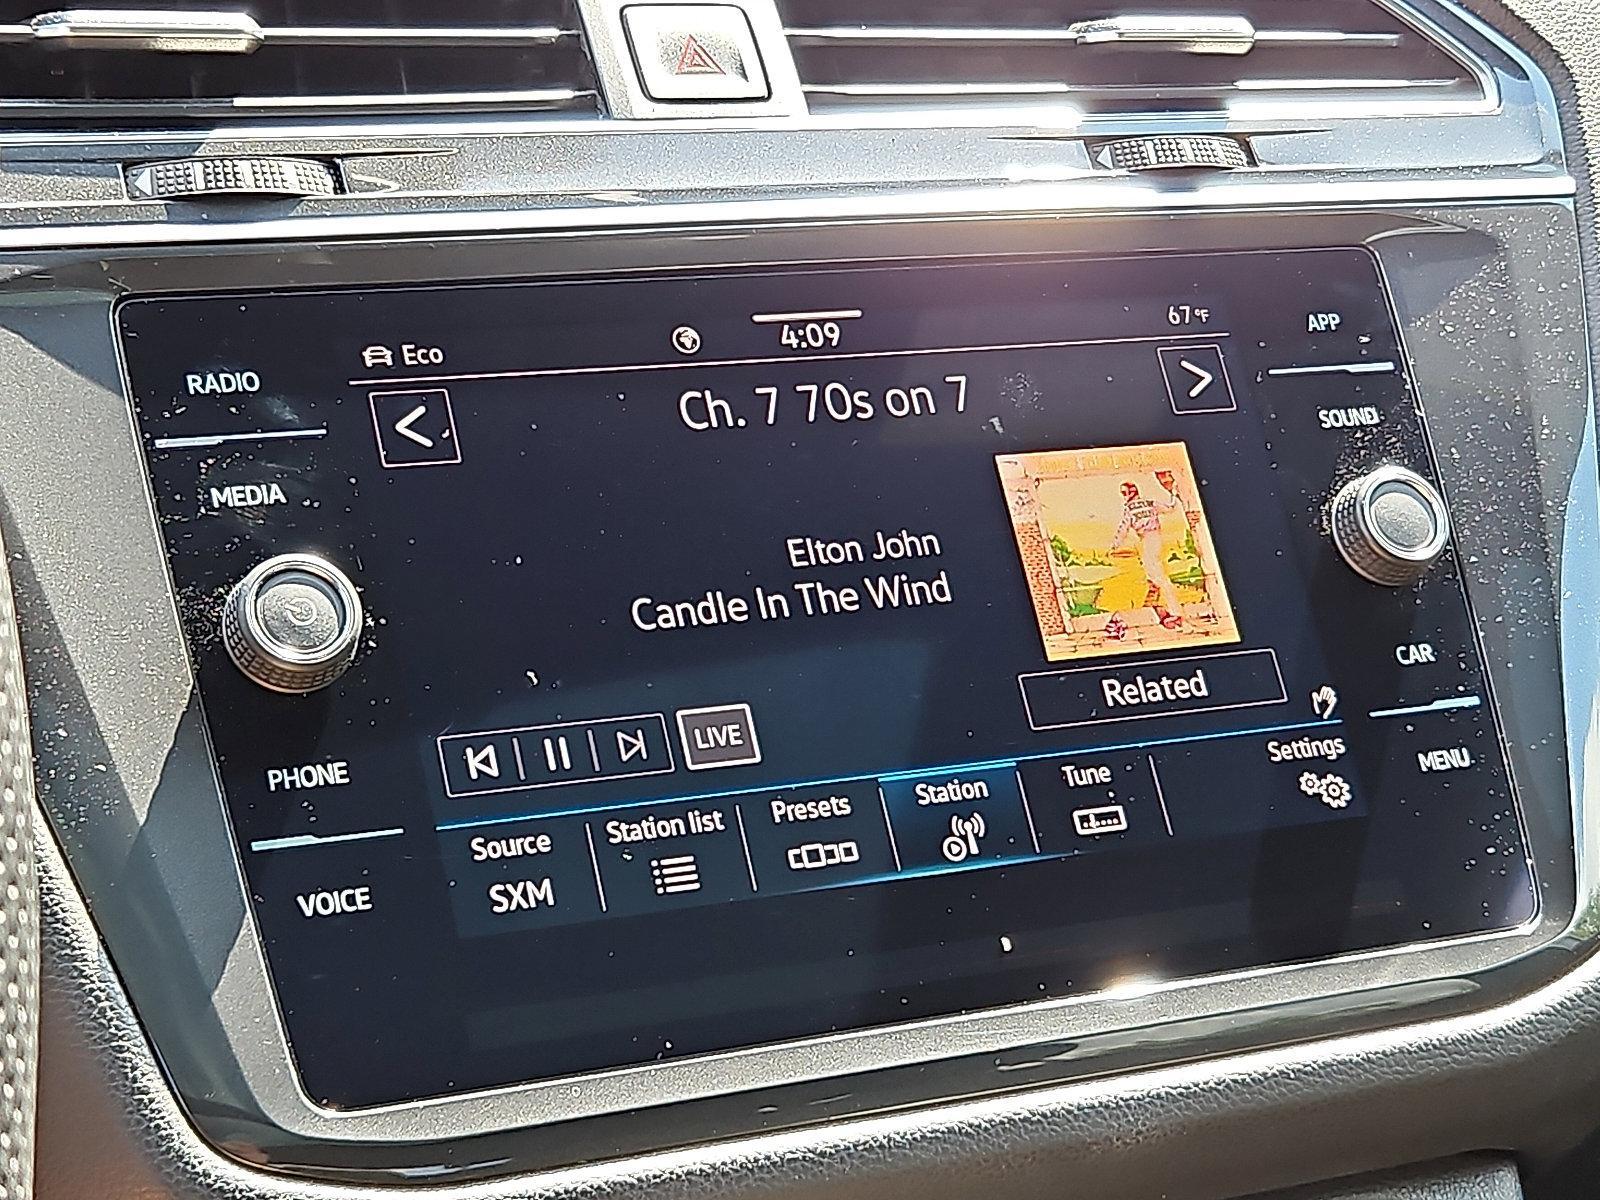 Eco
4:09
67°F
APP
RADIO
Ch. 7 70s on 7
SOUND
MEDIA
Elton John
Candle In The Wind
CAR
Related
LIVE
PHONE
Settings
MENU
Source
Station list
Presets
Station
Tune
SXM
VOICE